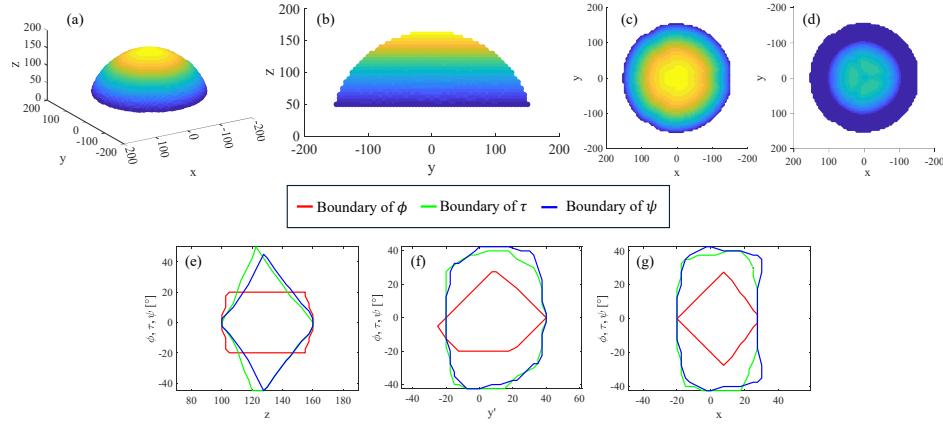 (a)
200
150
100
50
0
z
200
100
0
-100
-200
y
200
100
-0
-100
-200
x
(b)
200
150
100
50
0
z
-200
-100
0
100
200
y
(c)
200
100
0
-100
y
200
100
0
-100
x
(d)
-100
0
100
200
y
200
100
0
-100
x
Boundary of ϕ
Boundary of τ
Boundary of ψ
(e)
40
20
0
-20
-40
ϕ, τ, ψ [°]
80
100
120
140
160
180
z
(f)
40
20
0
-20
-40
ϕ, τ, ψ [°]
-40
-20
0
20
40
60
y'
(g)
40
20
0
-20
-40
ϕ, τ, ψ [°]
-40
-20
0
20
40
60
x